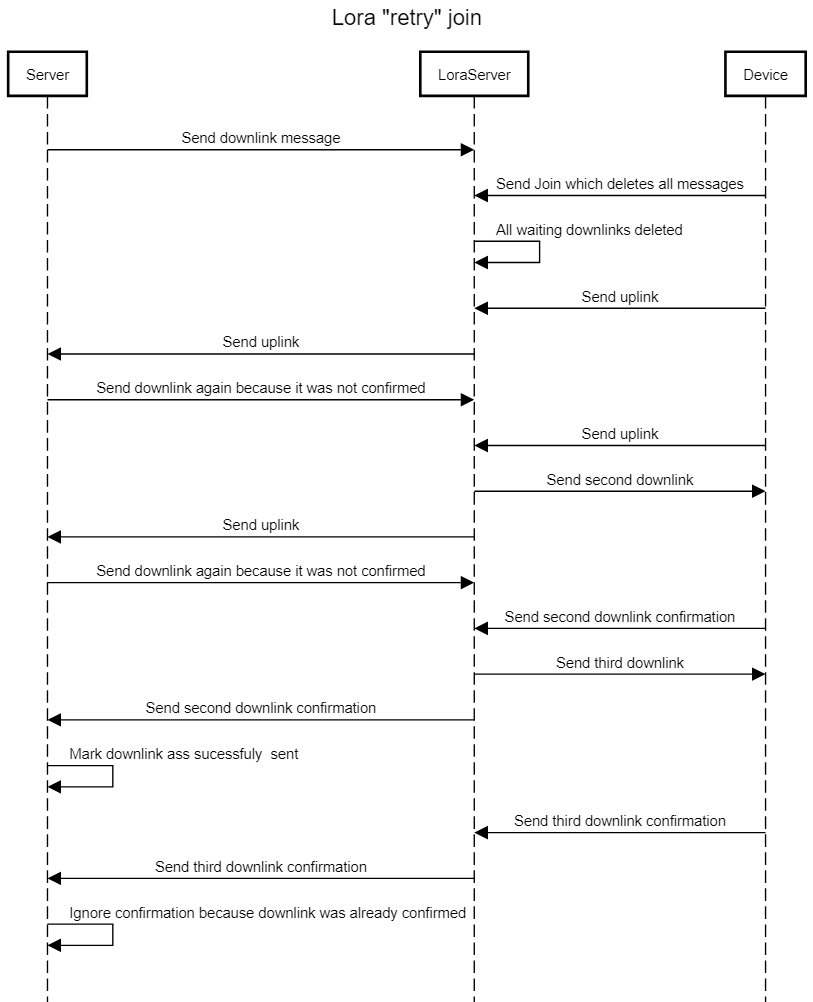 Lora "retry" join
Server
LoraServer
Device
Send downlink message
Send Join which deletes all messages
All waiting downlinks deleted
Send uplink
Send uplink
Send downlink again because it was not confirmed
Send uplink
Send second downlink
Send uplink
Send downlink again because it was not confirmed
Send second downlink confirmation
Send third downlink
Send second downlink confirmation
Mark downlink ass sucessfuly  sent
Send third downlink confirmation
Send third downlink confirmation
Ignore confirmation because downlink was already confirmed